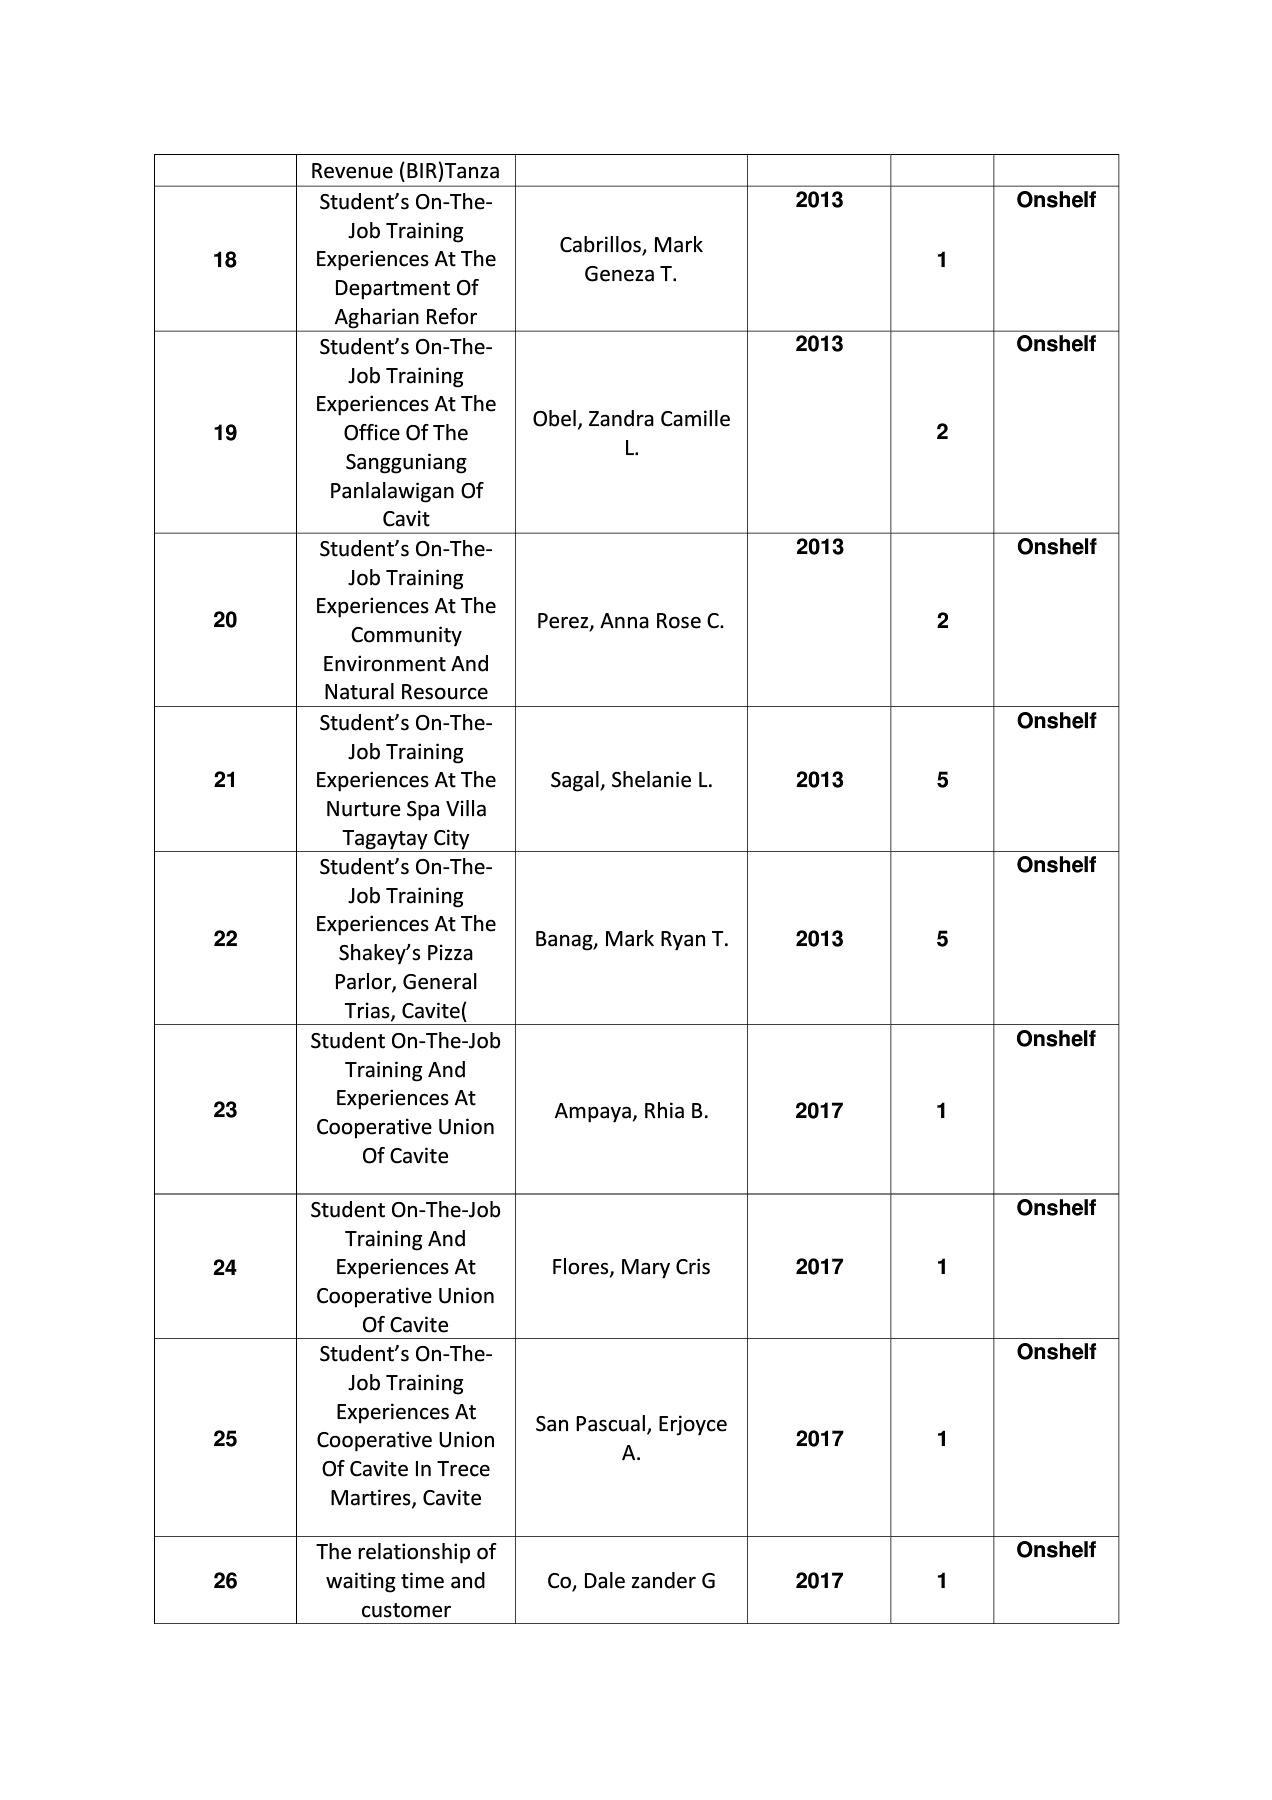 Revenue (BIR)Tanza
18
Student’s On-The-
Job Training
Experiences At The
Department Of
Agharian Refor
Cabrillos, Mark
Geneza T.
2013
1
Onshelf
19
Student’s On-The-
Job Training
Experiences At The
Office Of The
Sangguniang
Panlalawigan Of
Cavit
Obel, Zandra Camille
L.
2013
2
Onshelf
20
Student’s On-The-
Job Training
Experiences At The
Community
Environment And
Natural Resource
Perez, Anna Rose C.
2013
2
Onshelf
21
Student’s On-The-
Job Training
Experiences At The
Nurture Spa Villa
Tagaytay City
Sagal, Shelanie L.
2013
5
Onshelf
22
Student’s On-The-
Job Training
Experiences At The
Shakey’s Pizza
Parlor, General
Trias, Cavite(
Banag, Mark Ryan T.
2013
5
Onshelf
23
Student On-The-Job
Training And
Experiences At
Cooperative Union
Of Cavite
Ampaya, Rhia B.
2017
1
Onshelf
24
Student On-The-Job
Training And
Experiences At
Cooperative Union
Of Cavite
Flores, Mary Cris
2017
1
Onshelf
25
Student’s On-The-
Job Training
Experiences At
Cooperative Union
Of Cavite In Trece
Martires, Cavite
San Pascual, Erjoyce
A.
2017
1
Onshelf
26
The relationship of
waiting time and
customer
Co, Dale zander G
2017
1
Onshelf